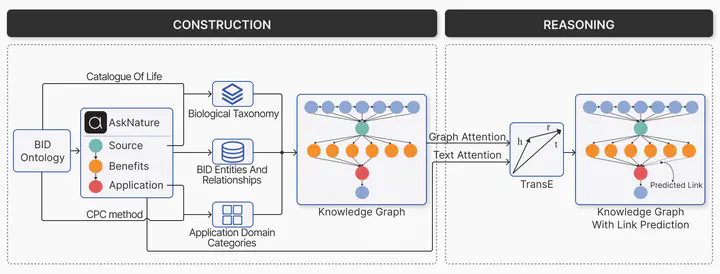 CONSTRUCTION
REASONING
Catalogue Of Life
BID
Ontology
a
AskNature
Source
Benefits
Application
CPC method
Biological Taxonomy
BID Entities And
Relationships
Application Domain
Categories
Knowledge Graph
Graph Attention
Text Attention
h
r
t
TransE
Predicted Link
Knowledge Graph
With Link Prediction